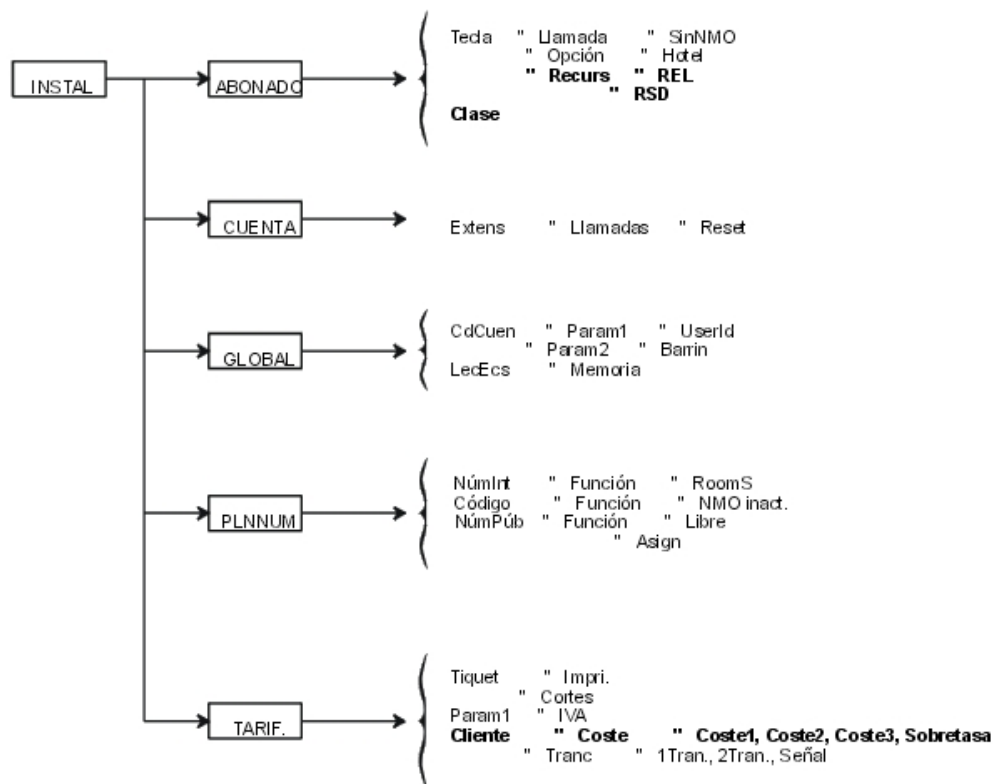 INSTAL
ABONADO
Tecla " Llamada " SinNMO
" Opción " Hotel
" Recurs " REL
" RSD
Clase
CUENTA
Extens " Llamadas " Reset
GLOBAL
CdCuen " Param1 " UserId
" Param2 " Barrin
LecEcs " Memoria
PLNNUM
NúmInt " Función " RoomS
Código " Función " NMO inact.
NúmPúb " Función " Libre
" Asign
TARIF.
Tiquet " Impri.
" Cortes
Param1 " IVA
Cliente " Coste " Coste1, Coste2, Coste3, Sobretasa
" Tranc " 1Tran., 2Tran., Señal